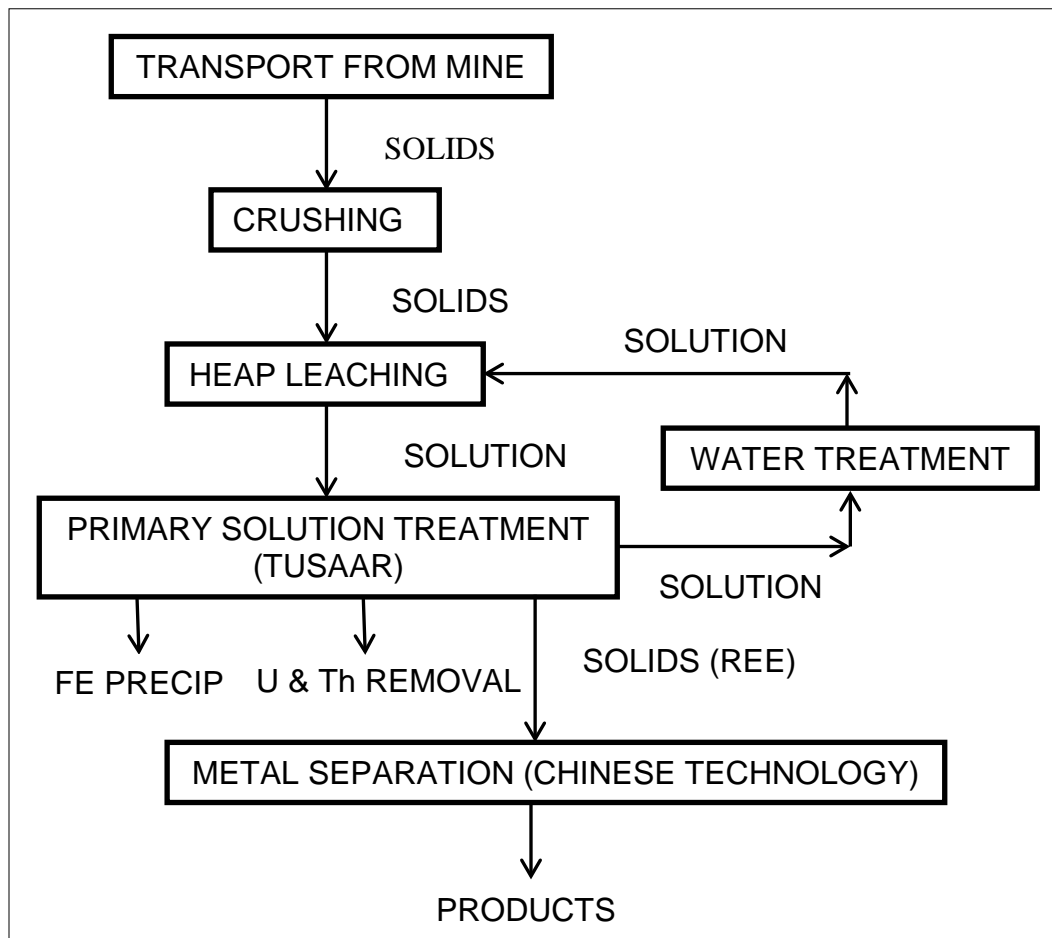 TRANSPORT FROM MINE
SOLIDS
CRUSHING
SOLIDS
SOLUTION
HEAP LEACHING
SOLUTION
WATER TREATMENT
PRIMARY SOLUTION TREATMENT
(TUSAAR)
SOLUTION
FE PRECIP
U & Th REMOVAL
SOLIDS (REE)
METAL SEPARATION (CHINESE TECHNOLOGY)
PRODUCTS